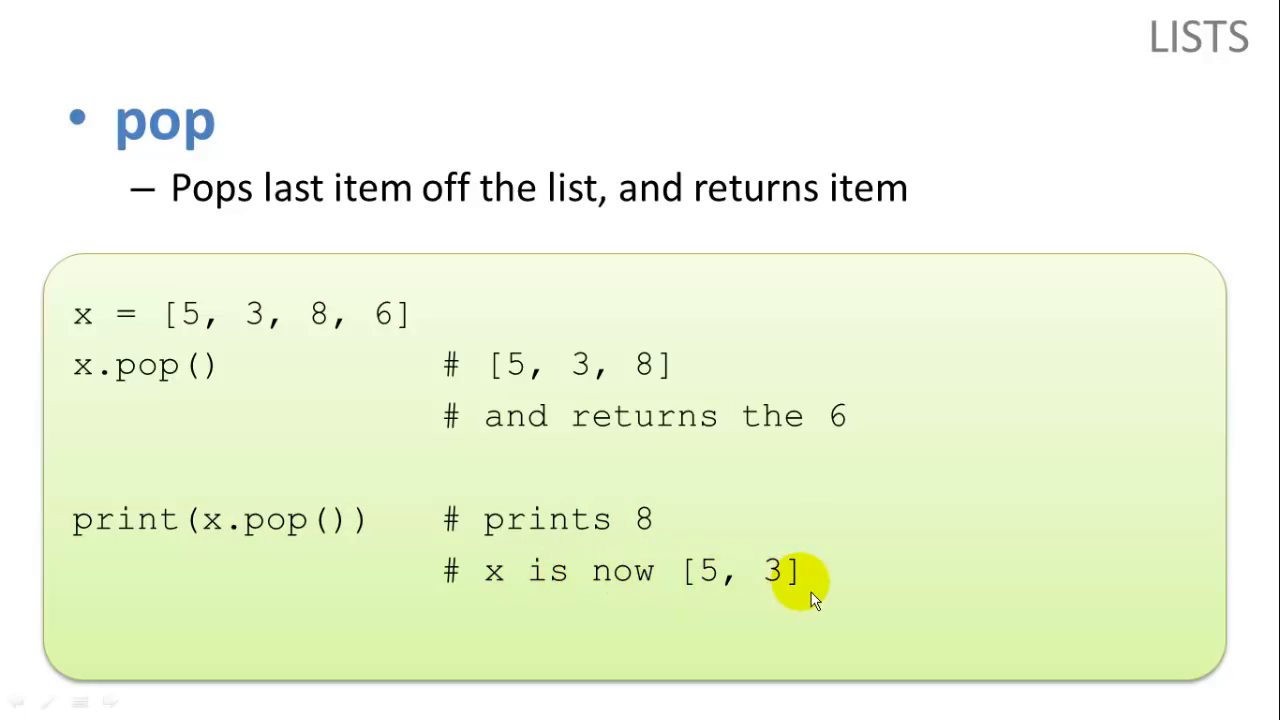 LISTS
• pop
– Pops last item off the list, and returns item
x = [5, 3, 8, 6]
x.pop() # [5, 3, 8]
# and returns the 6
print(x.pop()) # prints 8
# x is now [5, 3]